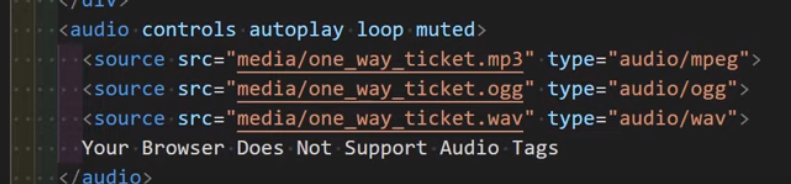 </div>
<audio controls autoplay loop muted>
<source src="media/one_way_ticket.mp3" type="audio/mpeg">
<source src="media/one_way_ticket.ogg" type="audio/ogg">
<source src="media/one_way_ticket.wav" type="audio/wav">
Your Browser Does Not Support Audio Tags
</audio>